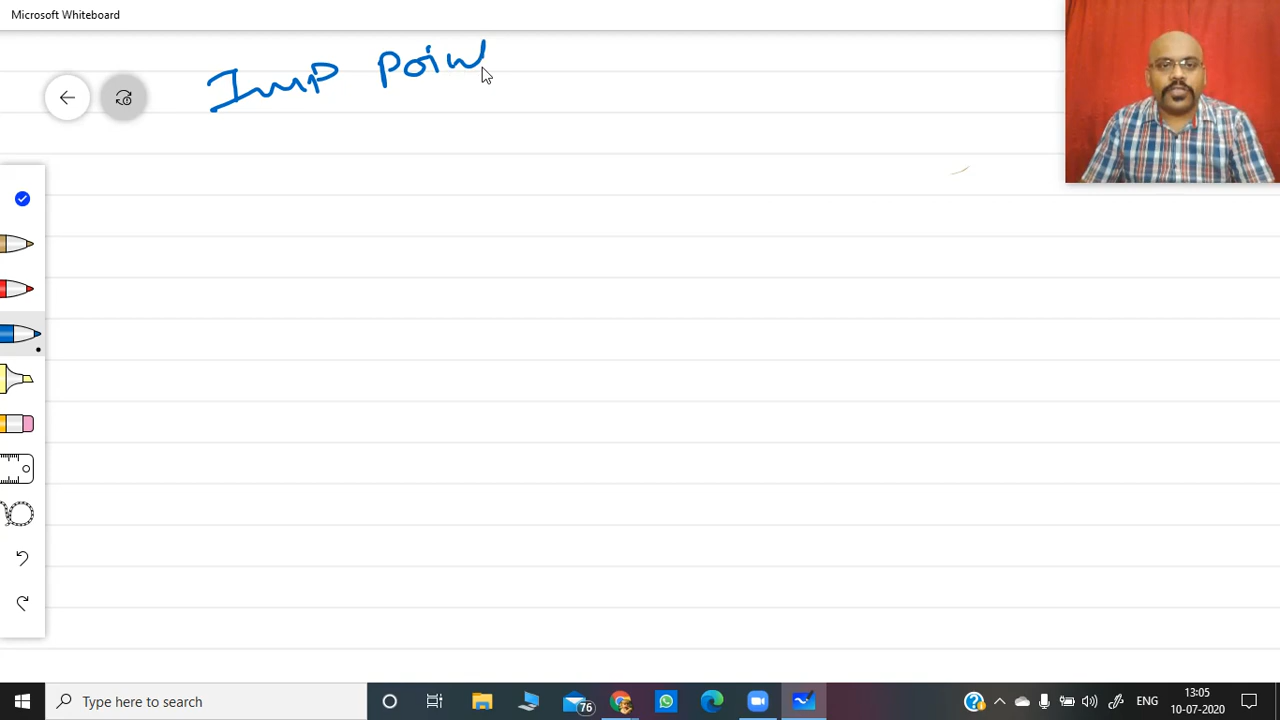 Microsoft Whiteboard
Imp Poin
Type here to search
76
ENG
13:05
10-07-2020